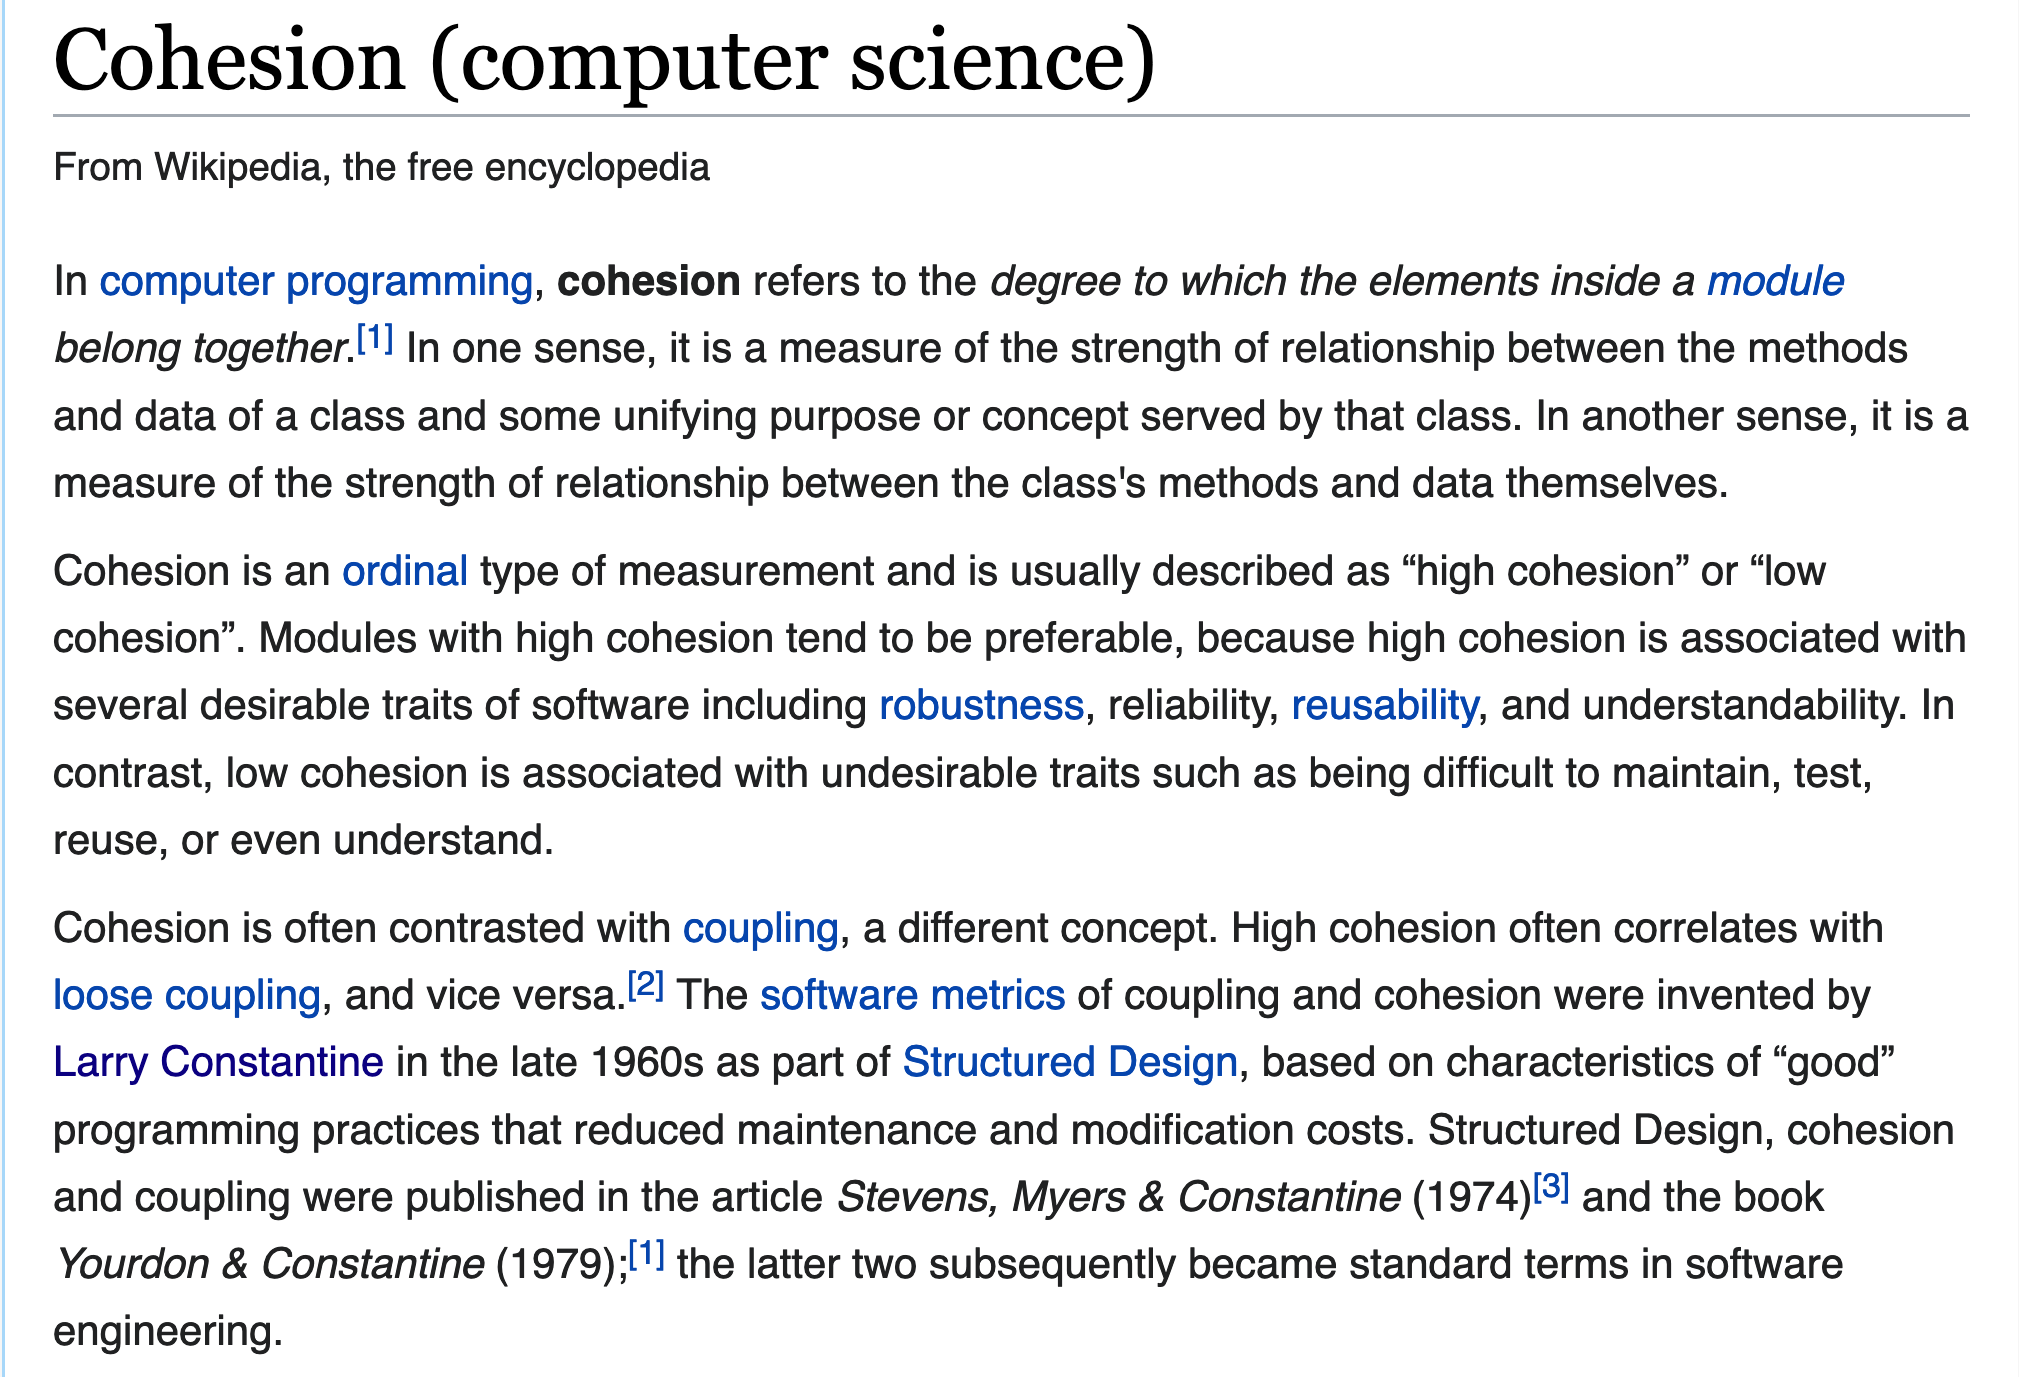 Cohesion (computer science)
From Wikipedia, the free encyclopedia
In computer programming, cohesion refers to the degree to which the elements inside a module
belong together.[1] In one sense, it is a measure of the strength of relationship between the methods
and data of a class and some unifying purpose or concept served by that class. In another sense, it is a
measure of the strength of relationship between the class's methods and data themselves.
Cohesion is an ordinal type of measurement and is usually described as “high cohesion” or “low
cohesion”. Modules with high cohesion tend to be preferable, because high cohesion is associated with
several desirable traits of software including robustness, reliability, reusability, and understandability. In
contrast, low cohesion is associated with undesirable traits such as being difficult to maintain, test,
reuse, or even understand.
Cohesion is often contrasted with coupling, a different concept. High cohesion often correlates with
loose coupling, and vice versa.[2] The software metrics of coupling and cohesion were invented by
Larry Constantine in the late 1960s as part of Structured Design, based on characteristics of “good”
programming practices that reduced maintenance and modification costs. Structured Design, cohesion
and coupling were published in the article Stevens, Myers & Constantine (1974)[3] and the book
Yourdon & Constantine (1979);[1] the latter two subsequently became standard terms in software
engineering.